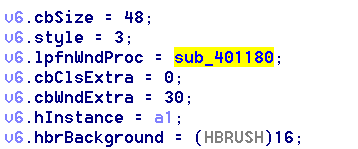 v6.cbSize = 48;
v6.style = 3;
v6.lpfnWndProc = sub_401180;
v6.cbClsExtra = 0;
v6.cbWndExtra = 30;
v6.hInstance = a1;
v6.hbrBackground = (HBRUSH)16;